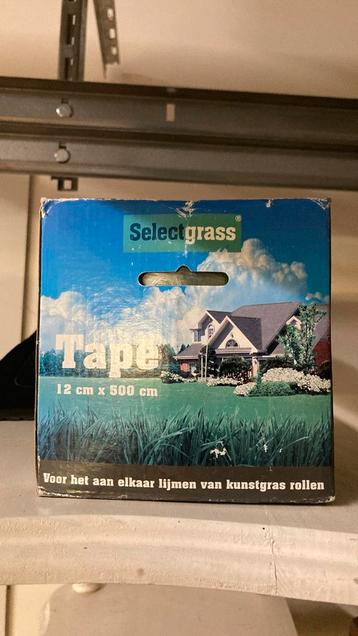 Selectgrass®
Tape
12 cm x 500 cm
Voor het aan elkaar lijmen van kunstgras rollen